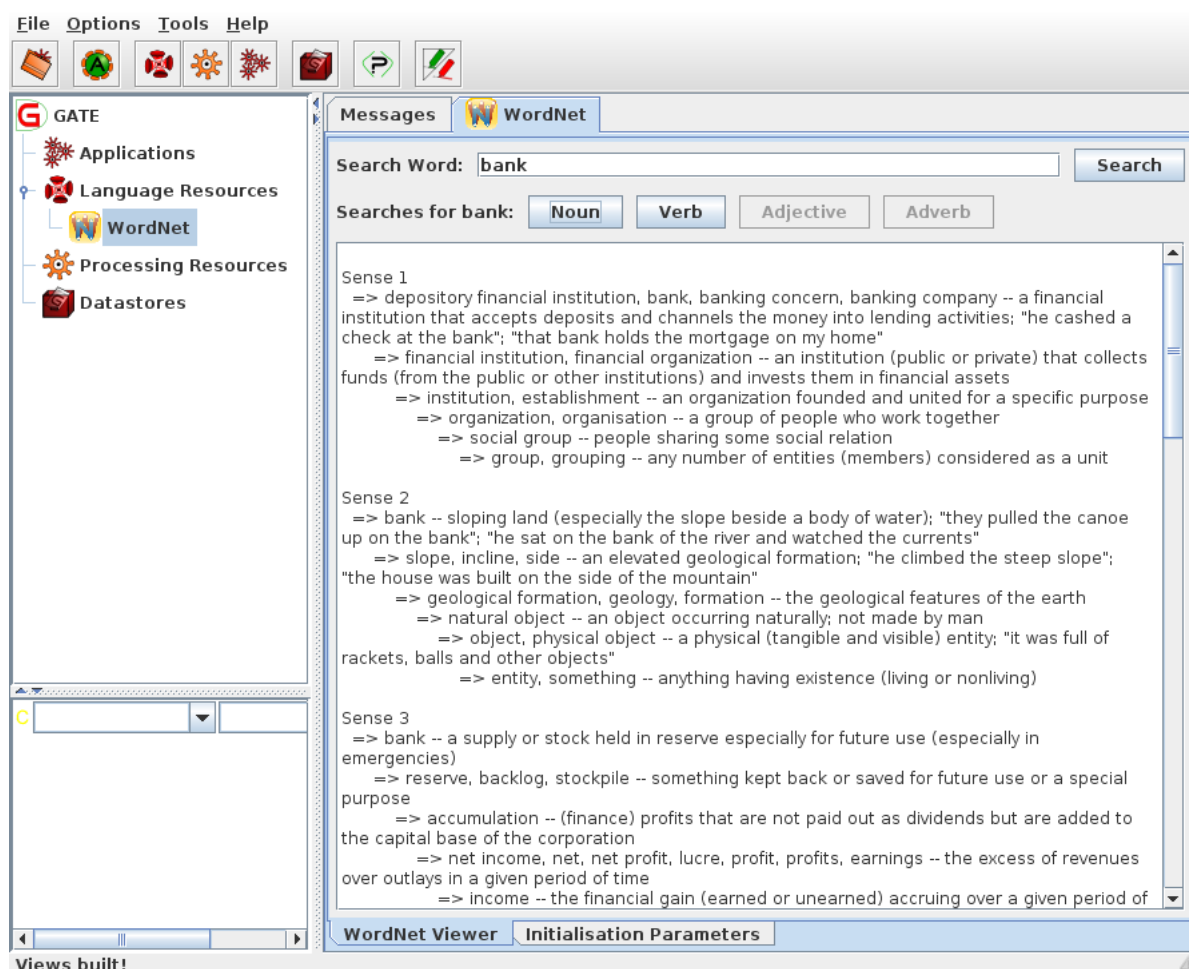 File Options Tools Help
GATE
Applications
Language Resources
WordNet
Processing Resources
Datastores
Messages WordNet
Search Word: bank Search
Searches for bank: Noun Verb Adjective Adverb
Sense 1
=> depository financial institution, bank, banking concern, banking company -- a financial
institution that accepts deposits and channels the money into lending activities; "he cashed a
check at the bank"; "that bank holds the mortgage on my home"
=> financial institution, financial organization -- an institution (public or private) that collects
funds (from the public or other institutions) and invests them in financial assets
=> institution, establishment -- an organization founded and united for a specific purpose
=> organization, organisation -- a group of people who work together
=> social group -- people sharing some social relation
=> group, grouping -- any number of entities (members) considered as a unit
Sense 2
=> bank -- sloping land (especially the slope beside a body of water); "they pulled the canoe
up on the bank"; "he sat on the bank of the river and watched the currents"
=> slope, incline, side -- an elevated geological formation; "he climbed the steep slope";
"the house was built on the side of the mountain"
=> geological formation, geology, formation -- the geological features of the earth
=> natural object -- an object occurring naturally; not made by man
=> object, physical object -- a physical (tangible and visible) entity; "it was full of
rackets, balls and other objects"
=> entity, something -- anything having existence (living or nonliving)
Sense 3
=> bank -- a supply or stock held in reserve especially for future use (especially in
emergencies)
=> reserve, backlog, stockpile -- something kept back or saved for future use or a special
purpose
=> accumulation -- (finance) profits that are not paid out as dividends but are added to
the capital base of the corporation
=> net income, net, net profit, lucre, profit, profits, earnings -- the excess of revenues
over outlays in a given period of time
=> income -- the financial gain (earned or unearned) accruing over a given period of
C
WordNet Viewer Initialisation Parameters
Views built!